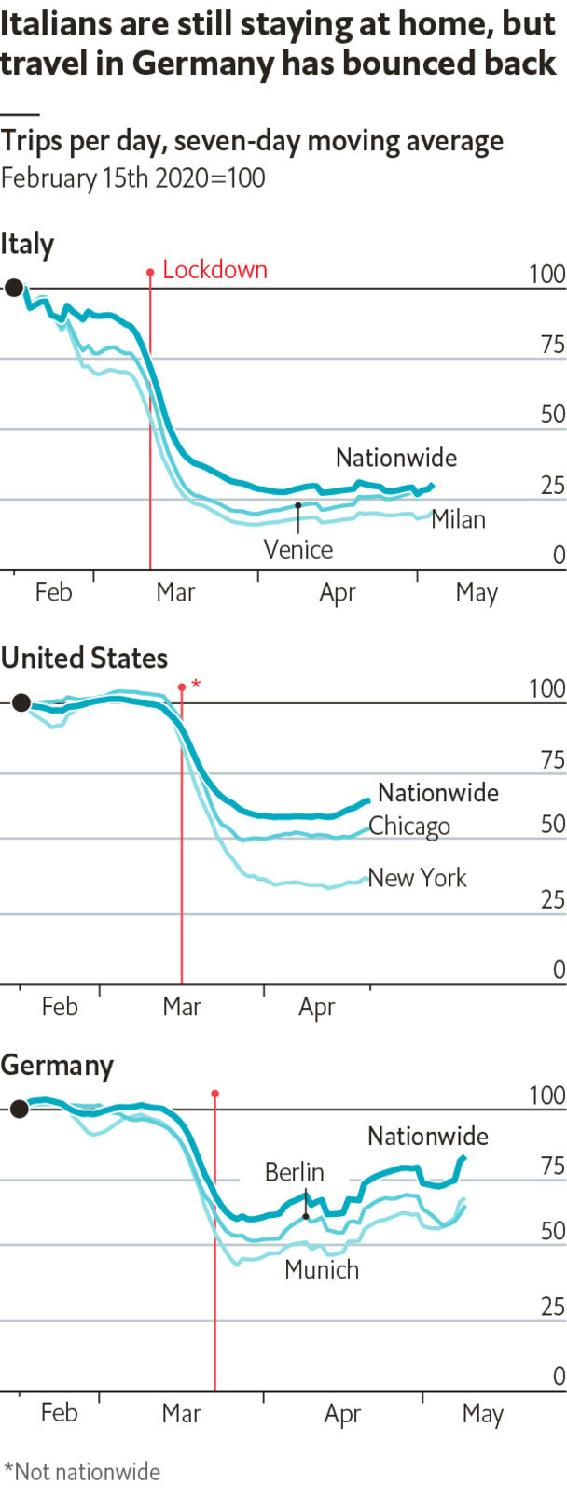 Italians are still staying at home, but
travel in Germany has bounced back
Trips per day, seven-day moving average
February 15th 2020=100
Italy
Lockdown
100
75
50
Nationwide
25
Milan
Venice
0
Feb Mar Apr May
United States
*
100
75
Nationwide
Chicago
50
New York
25
0
Feb Mar Apr
Germany
100
Nationwide
Berlin
75
50
Munich
25
0
Feb Mar Apr May
*Not nationwide